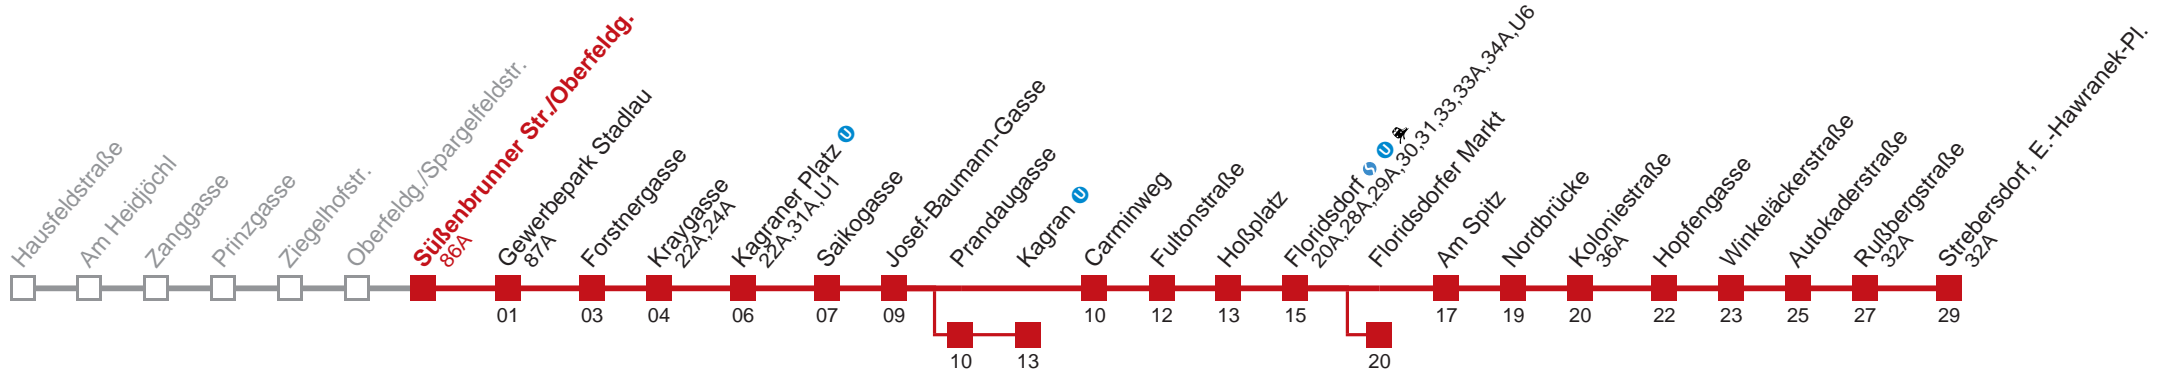 Hausfeldstraße
Am Heidjöchl
Zanggasse
Prinzgasse
Ziegelhofstr.
Oberfeldg./Spargelfeldstr.
Süßenbrunner Str./Oberfeldg.
86A
Gewerbepark Stadlau
87A
Forstnergasse
Kraygasse
22A,24A
Kagraner Platz U
22A,31A,U1
Saikogasse
Josef-Baumann-Gasse
Prandaugasse
Kagran U
Carminweg
Fultonstraße
Hoßplatz
Floridsdorf S U
20A,28A,29A,30,31,33,33A,34A,U6
Floridsdorfer Markt
Am Spitz
Nordbrücke
Koloniestraße
36A
Hopfengasse
Winkeläckerstraße
Autokaderstraße
Rußbergstraße
32A
Strebersdorf, E.-Hawranek-Pl.
32A
01 03 04 06 07 09 10 12 13 15 17 19 20 22 23 25 27 29
10 13 20